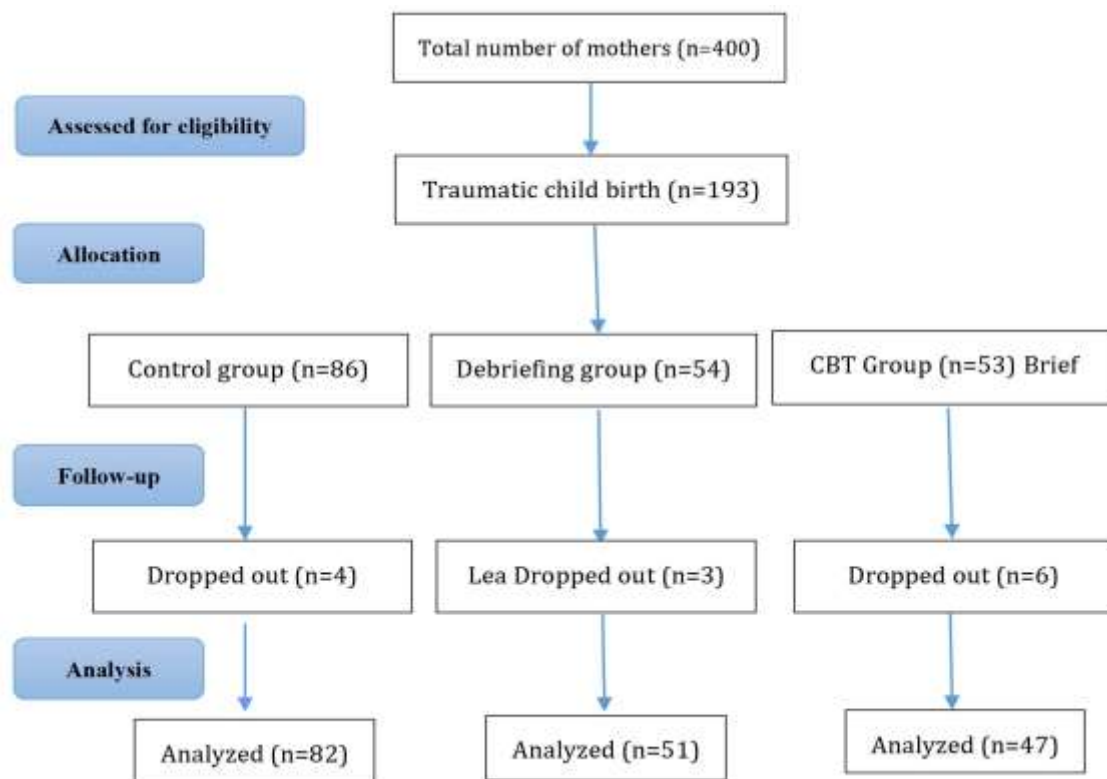 Total number of mothers (n=400)
Assessed for eligibility
Traumatic child birth (n=193)
Allocation
Control group (n=86)
Debriefing group (n=54)
CBT Group (n=53) Brief
Follow-up
Dropped out (n=4)
Lea Dropped out (n=3)
Dropped out (n=6)
Analysis
Analyzed (n=82)
Analyzed (n=51)
Analyzed (n=47)